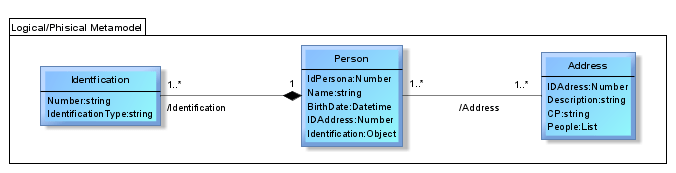 Logical/Phisical Metamodel
Identfication
Number:string
IdentificationType:string
1..*
/Identification
1
Person
IdPersona:Number
Name:string
BirthDate:Datetime
IDAddress:Number
Identification:Object
1..*
/Address
1..*
Address
IDAdress:Number
Description:string
CP:string
People:List